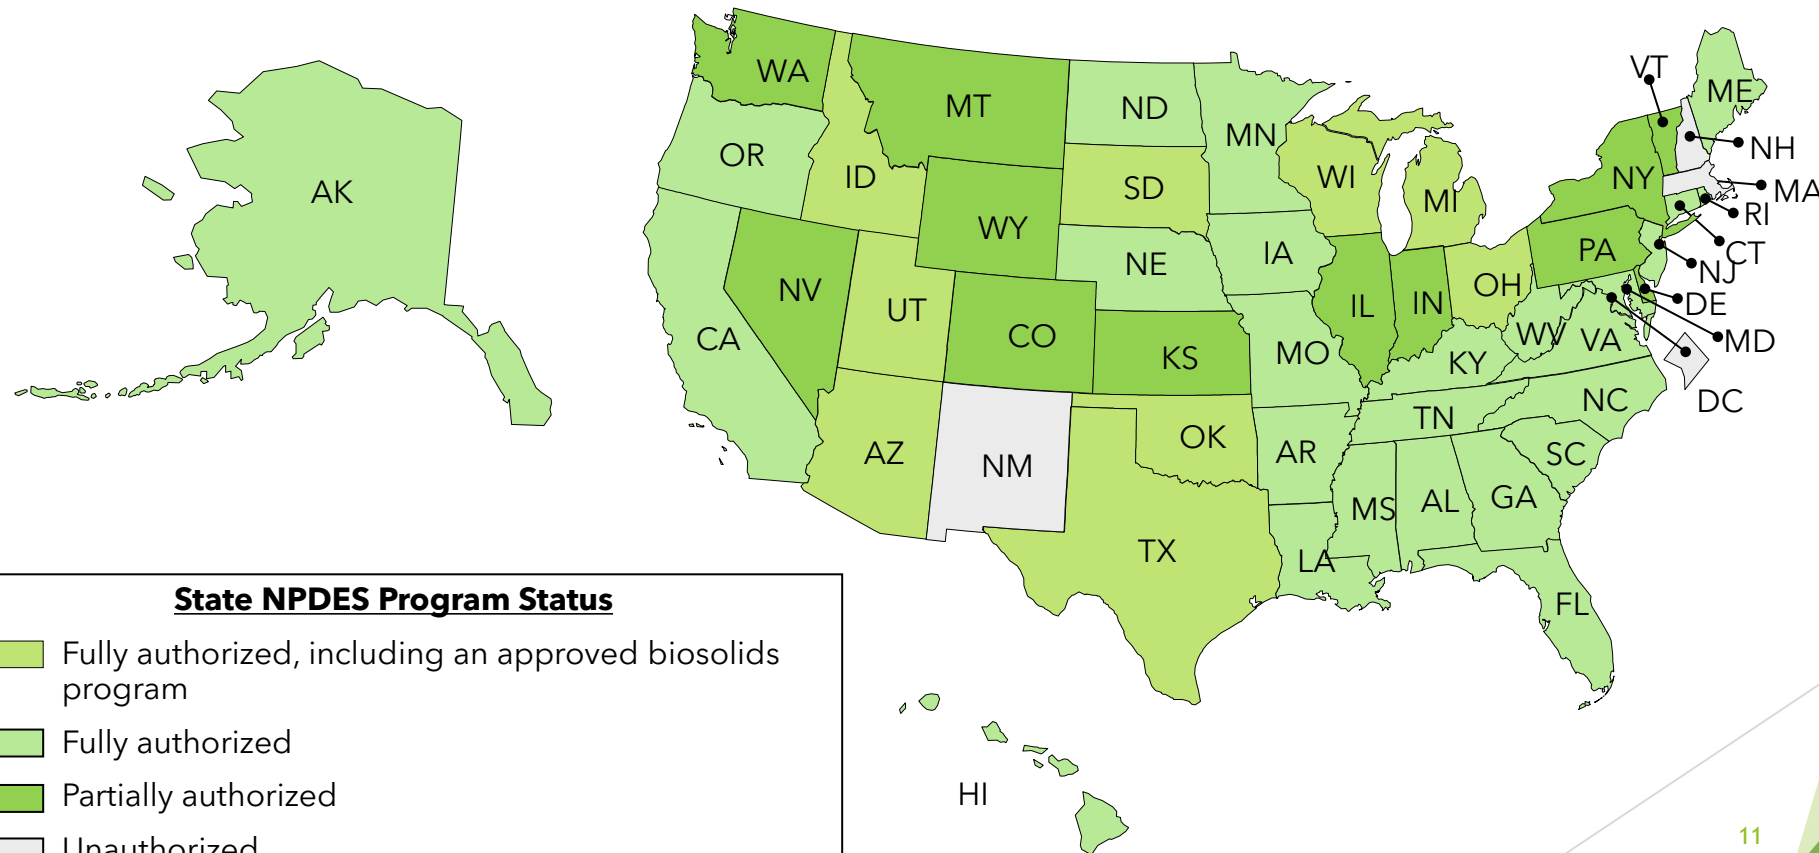 VT
WA
ME
MT
ND
MN
NH
OR
ID
WI
NY
MA
AK
SD
MI
RI
WY
PA
CT
NE
IA
NJ
NV
OH
UT
IL
IN
DE
CA
CO
WV
VA
MD
KS
MO
KY
DC
NC
TN
OK
AZ
AR
SC
NM
MS
AL
GA
TX
LA
FL
State NPDES Program Status
Fully authorized, including an approved biosolids
program
Fully authorized
HI
Partially authorized
Unauthorized
11